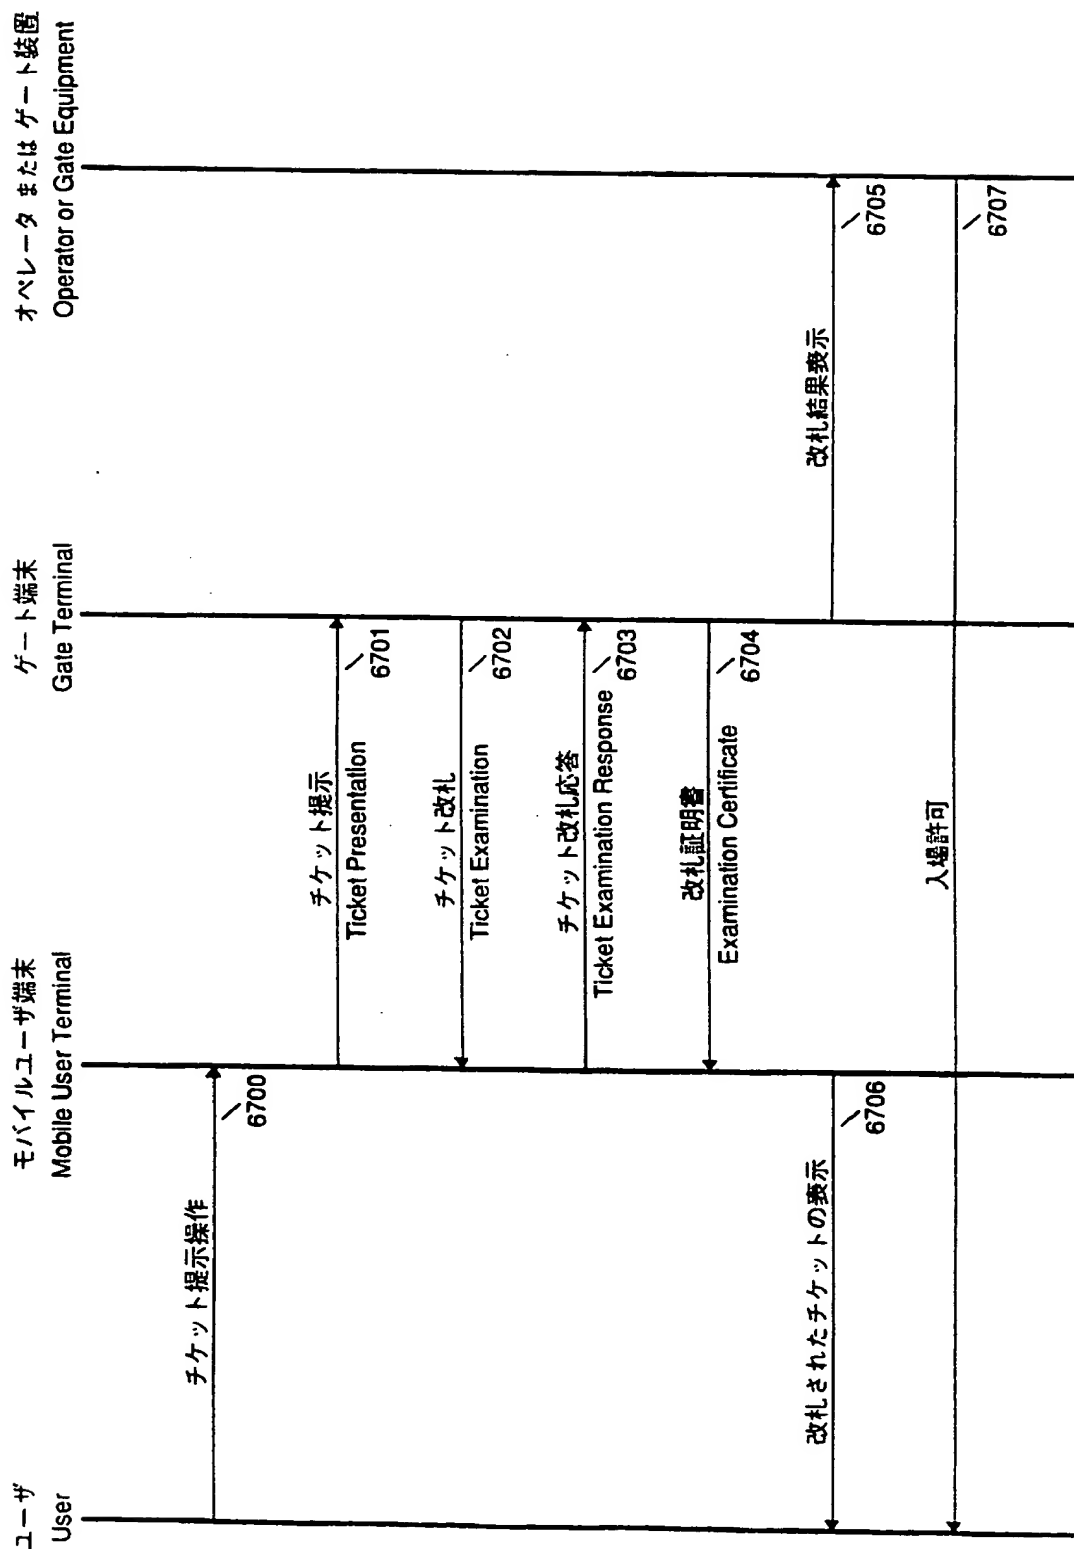 ユーザ
User
モバイルユーザ端末
Mobile User Terminal
ゲート端末
Gate Terminal
オペレータ または ゲート装置
Operator or Gate Equipment
チケット提示操作
6700
チケット提示
Ticket Presentation
6701
チケット改札
Ticket Examination
6702
チケット改札応答
Ticket Examination Response
6703
改札証明書
Examination Certificate
6704
改札されたチケットの表示
6706
改札結果表示
6705
入場許可
6707